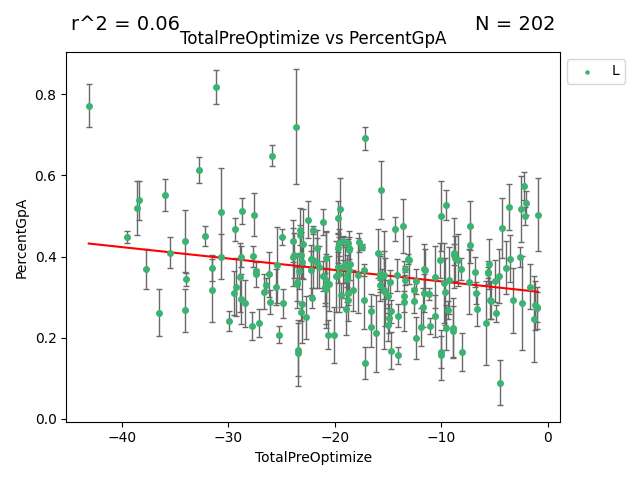 r^2 = 0.06 N = 202
TotalPreOptimize vs PercentGpA
L
0.8
0.6
0.4
0.2
0.0
PercentGpA
−40 −30 −20 −10 0
TotalPreOptimize